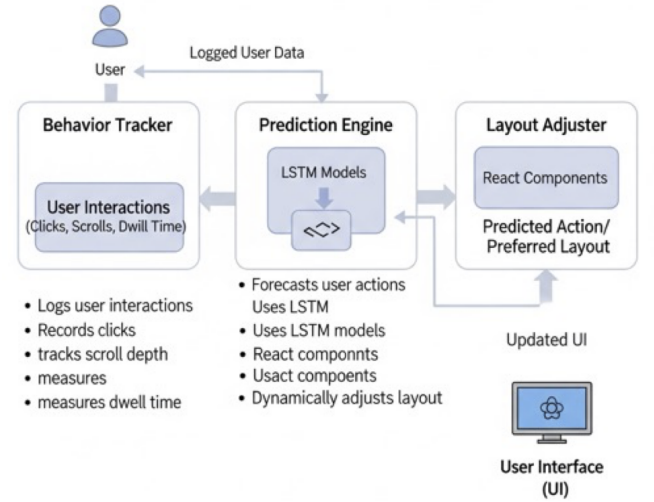 Logged User Data
User
Behavior Tracker
User Interactions
(Clicks, Scrolls, Dwill Time)
• Logs user interactions
• Records clicks
• tracks scroll depth
• measures
• measures dwell time
Prediction Engine
LSTM Models
<<>
• Forecasts user actions
Uses LSTM
• Uses LSTM models
• React componnts
• Usact compoents
• Dynamically adjusts layout
Layout Adjuster
React Components
Predicted Action/
Preferred Layout
Updated UI
User Interface
(UI)